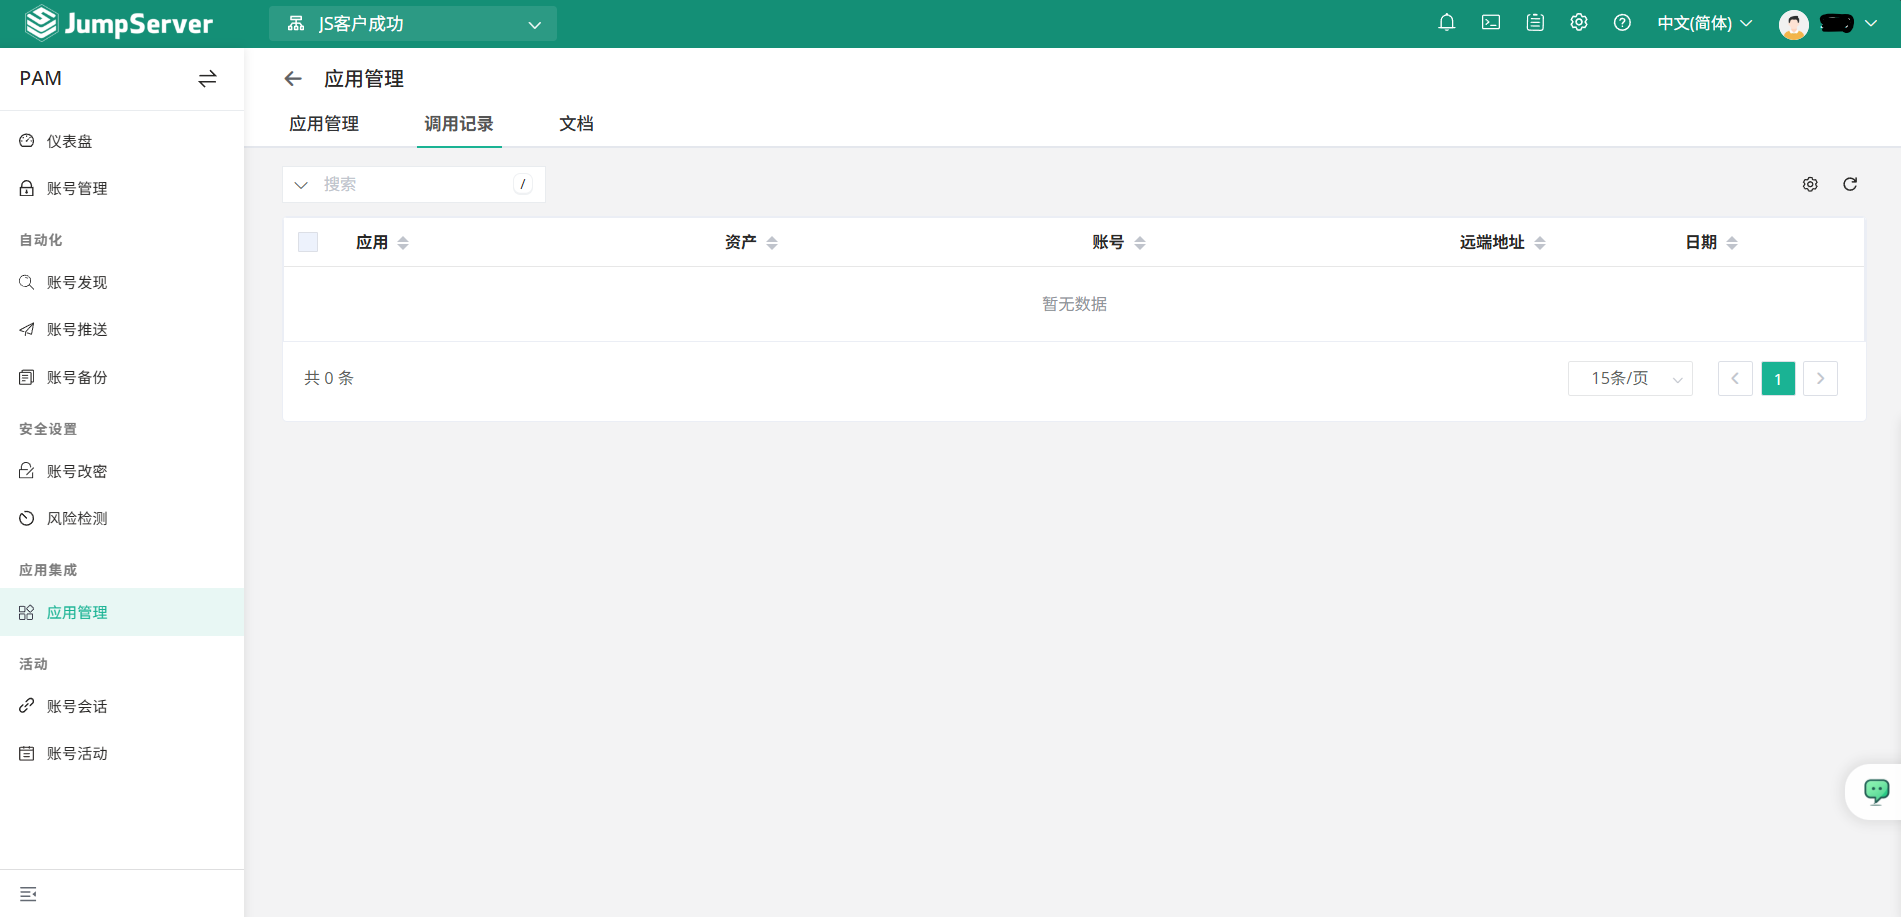 JumpServer
JS客户成功
中文(简体)
PAM
仪表盘
账号管理
自动化
账号发现
账号推送
账号备份
安全设置
账号改密
风险检测
应用集成
应用管理
活动
账号会话
账号活动
应用管理
应用管理 调用记录 文档
搜索 /
应用 资产 账号 远端地址 日期
暂无数据
共 0 条
15条/页 1